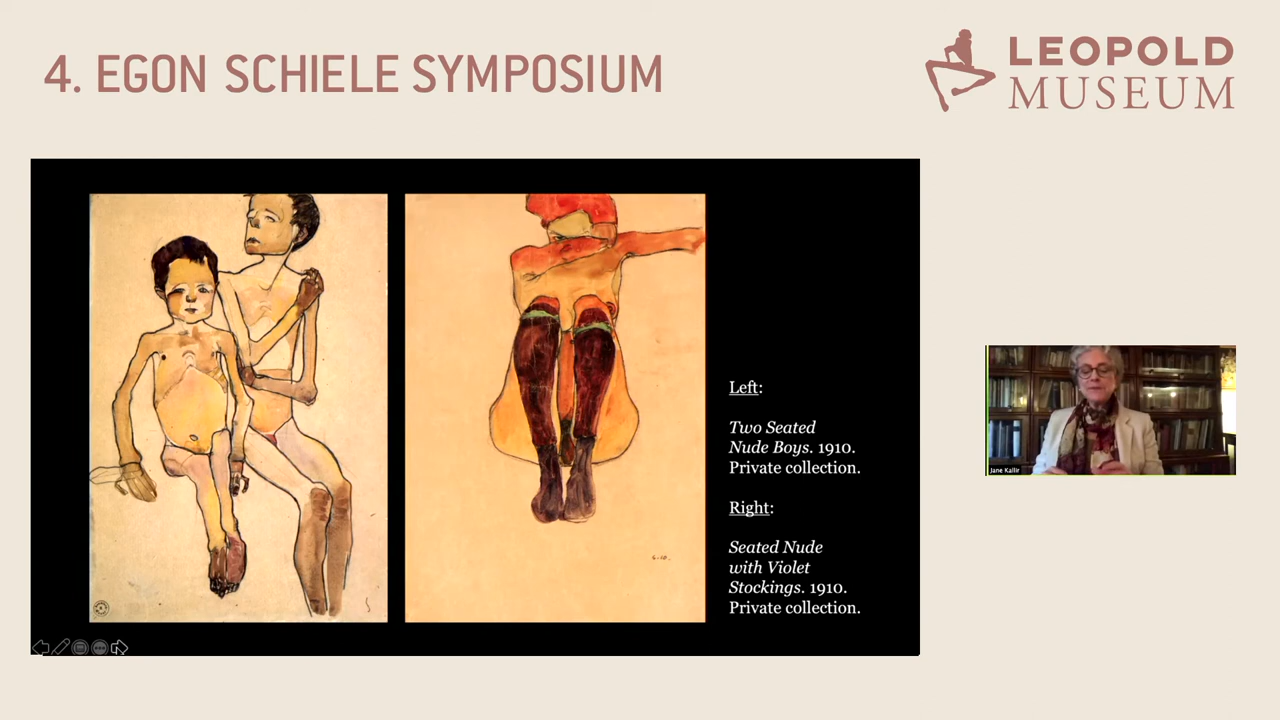 4. EGON SCHIELE SYMPOSIUM
LEOPOLD
MUSEUM
Left:
Two Seated
Nude Boys. 1910.
Private collection.
Right:
Seated Nude
with Violet
Stockings. 1910.
Private collection.
Jane Kallir